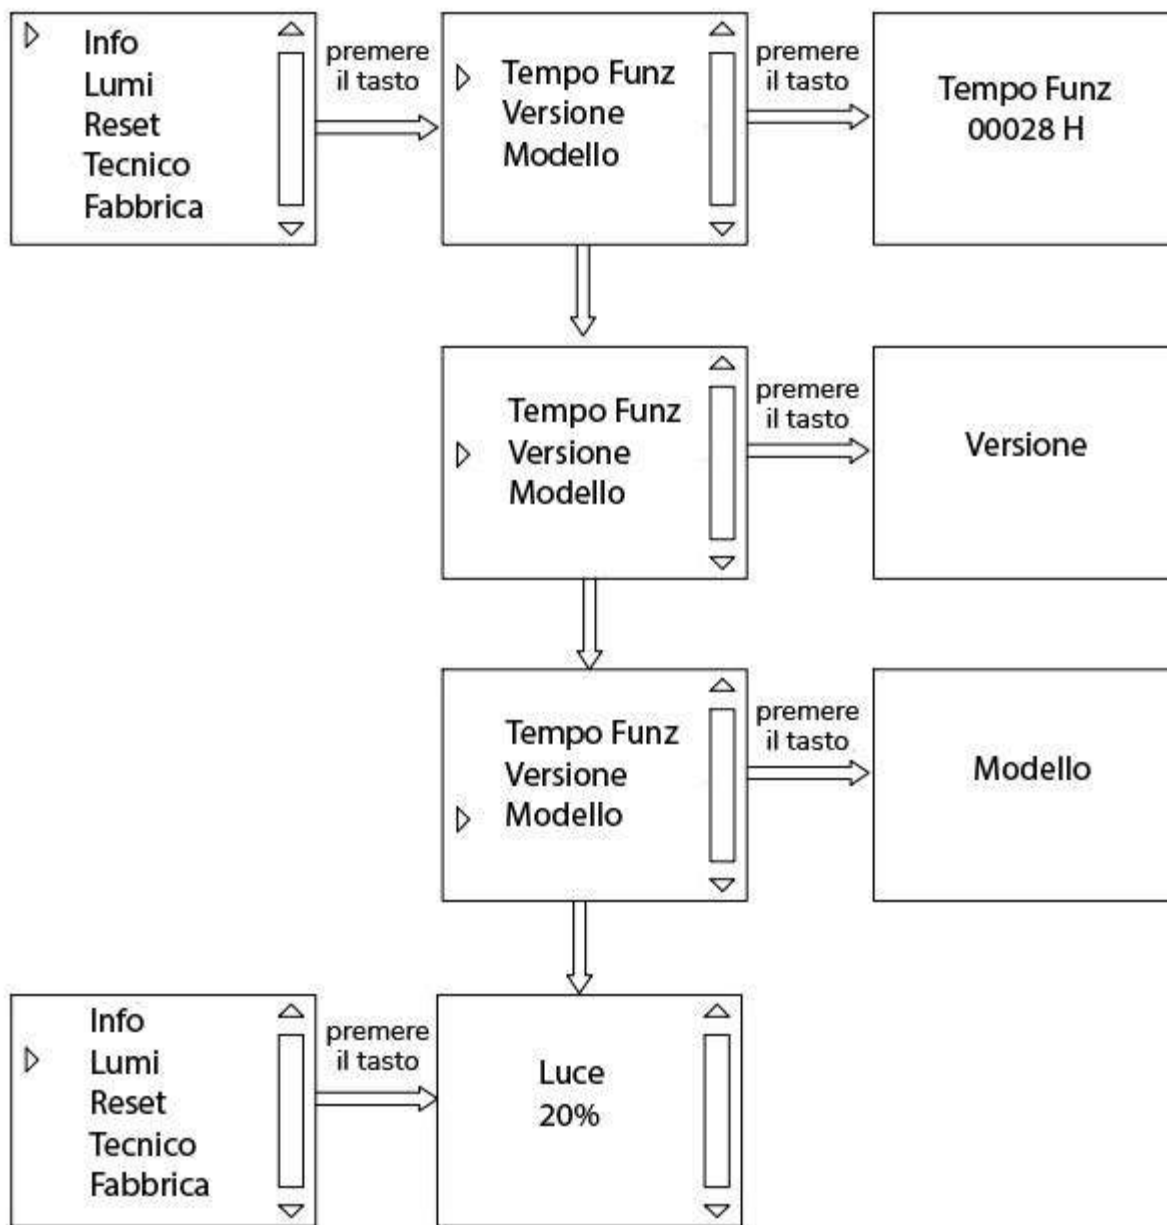 Info
Lumi
Reset
Tecnico
Fabbrica
premere
il tasto
Tempo Funz
Versione
Modello
premere
il tasto
Tempo Funz
00028 H
Tempo Funz
Versione
Modello
premere
il tasto
Versione
Tempo Funz
Versione
Modello
premere
il tasto
Modello
Info
Lumi
Reset
Tecnico
Fabbrica
premere
il tasto
Luce
20%